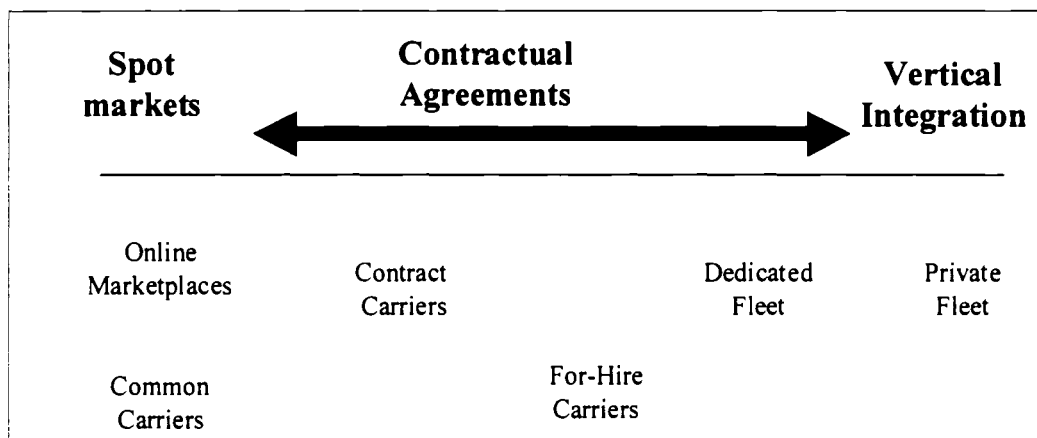 Spot
markets
Contractual
Agreements
Vertical
Integration
Online
Marketplaces
Contract
Carriers
Dedicated
Fleet
Private
Fleet
Common
Carriers
For-Hire
Carriers